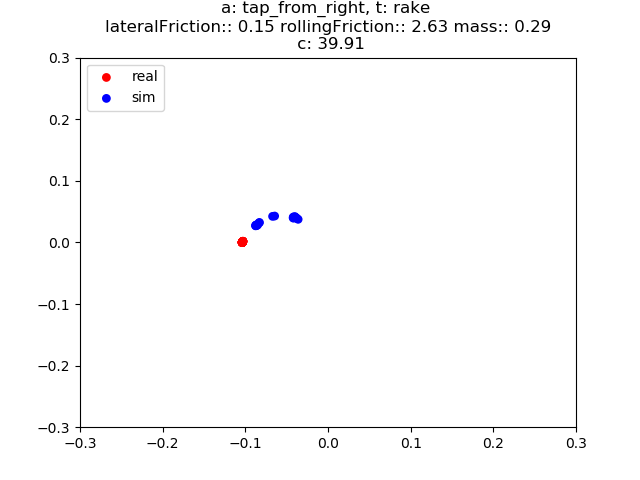 a: tap_from_right, t: rake
lateralFriction:: 0.15 rollingFriction:: 2.63 mass:: 0.29
c: 39.91
real
sim
0.3
0.2
0.1
0.0
−0.1
−0.2
−0.3
−0.3
−0.2
−0.1
0.0
0.1
0.2
0.3